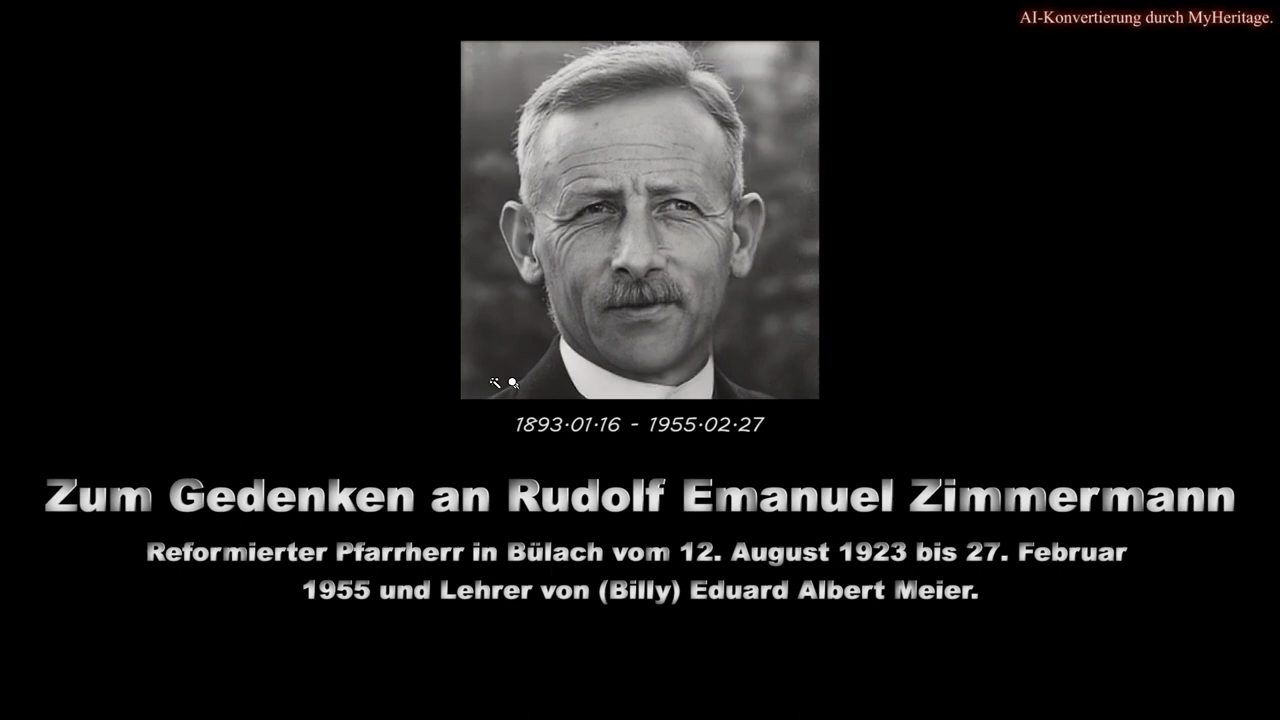 AI-Konvertierung durch MyHeritage.
1893·01·16 - 1955·02·27
Zum Gedenken an Rudolf Emanuel Zimmermann
Reformierter Pfarrherr in Bülach vom 12. August 1923 bis 27. Februar
1955 und Lehrer von (Billy) Eduard Albert Meier.